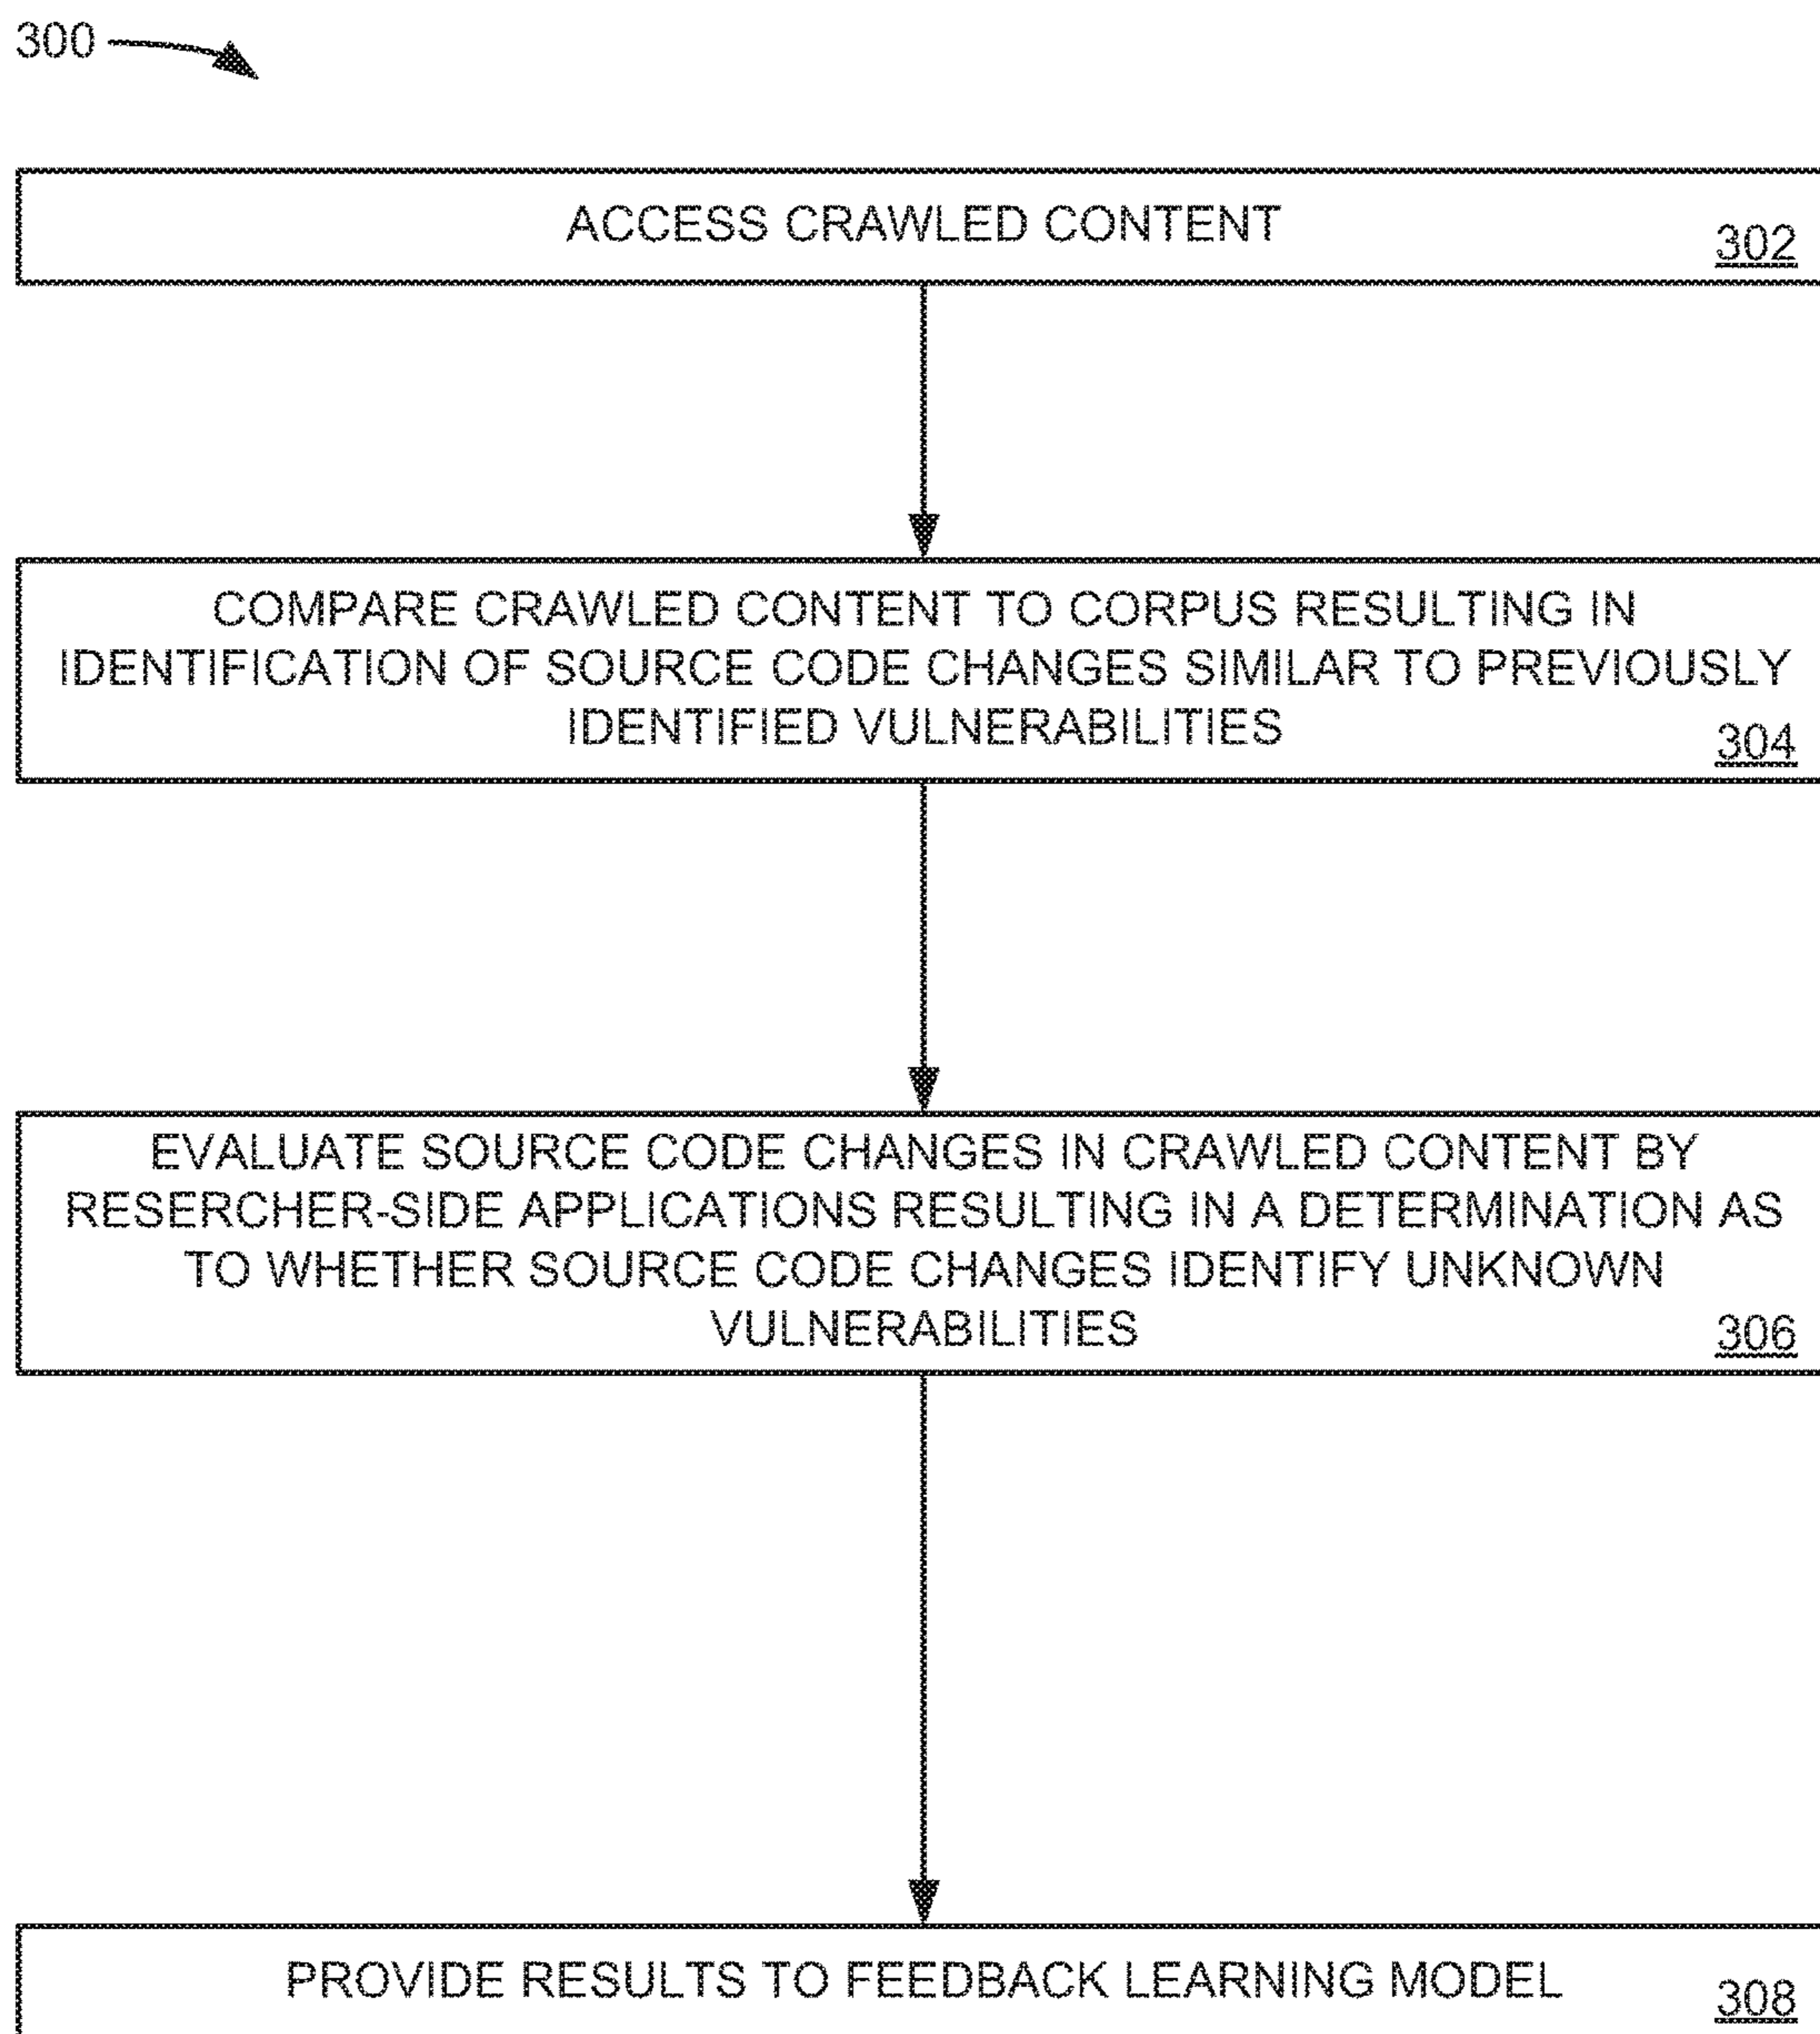 300
ACCESS CRAWLED CONTENT
302
COMPARE CRAWLED CONTENT TO CORPUS RESULTING IN
IDENTIFICATION OF SOURCE CODE CHANGES SIMILAR TO PREVIOUSLY
IDENTIFIED VULNERABILITIES
304
EVALUATE SOURCE CODE CHANGES IN CRAWLED CONTENT BY
RESERCHER-SIDE APPLICATIONS RESULTING IN A DETERMINATION AS
TO WHETHER SOURCE CODE CHANGES IDENTIFY UNKNOWN
VULNERABILITIES
306
PROVIDE RESULTS TO FEEDBACK LEARNING MODEL
308